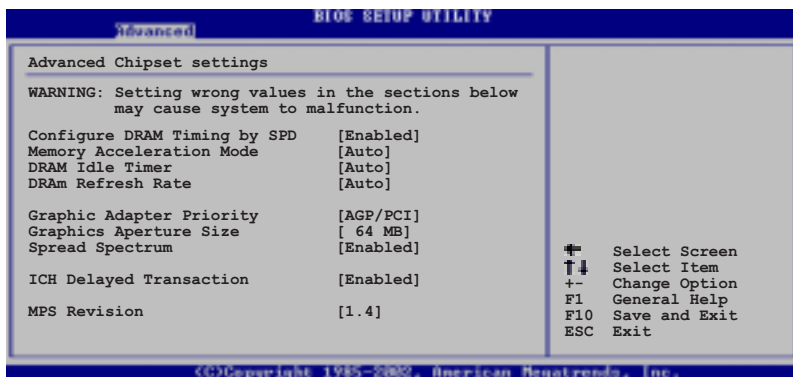 BIOS SETUP UTILITY
Advanced
Advanced Chipset settings
WARNING: Setting wrong values in the sections below
may cause system to malfunction.
Configure DRAM Timing by SPD [Enabled]
Memory Acceleration Mode [Auto]
DRAM Idle Timer [Auto]
DRAm Refresh Rate [Auto]
Graphic Adapter Priority [AGP/PCI]
Graphics Aperture Size [ 64 MB]
Spread Spectrum [Enabled]
ICH Delayed Transaction [Enabled]
MPS Revision [1.4]
Select Screen
↑↓ Select Item
+- Change Option
F1 General Help
F10 Save and Exit
ESC Exit
(C)Copyright 1985-2002, American Megatrends, Inc.